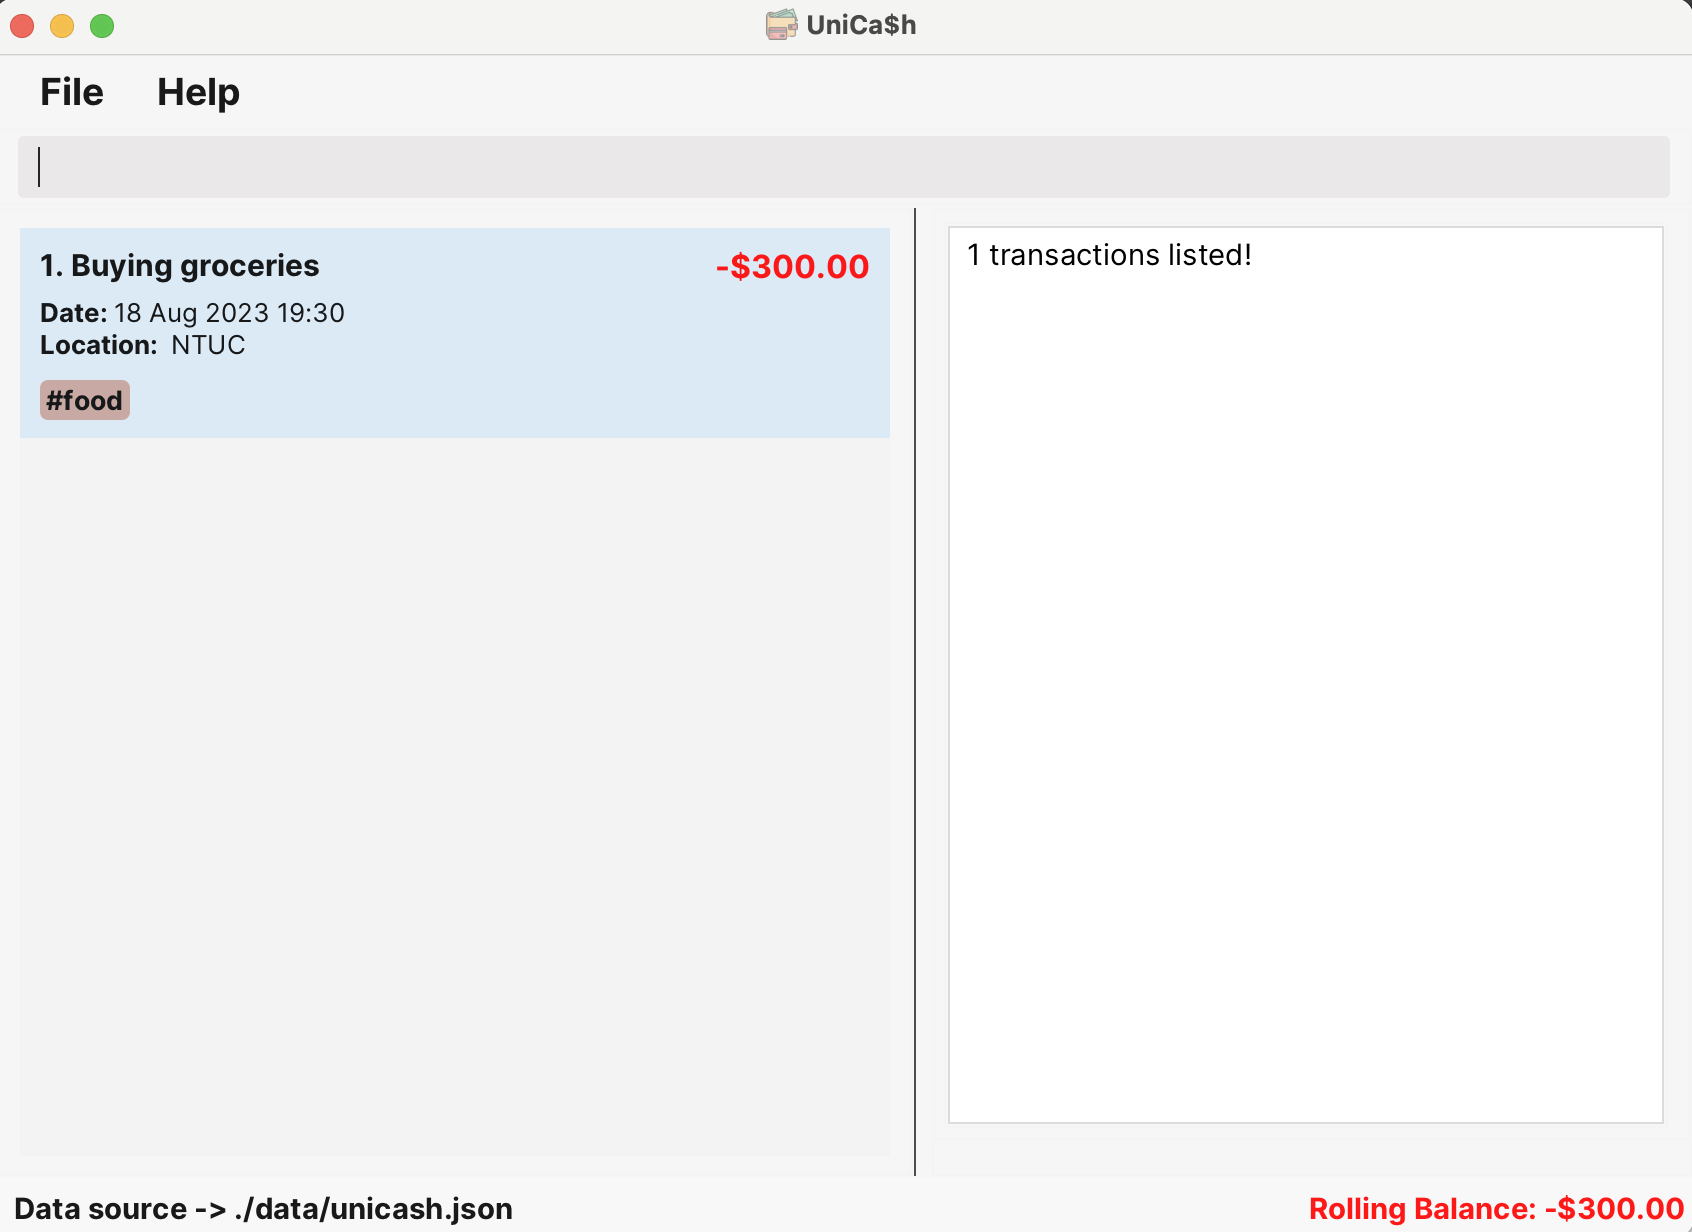 UniCa$h
File Help
1. Buying groceries -$300.00
Date: 18 Aug 2023 19:30
Location: NTUC
#food
1 transactions listed!
Data source -> ./data/unicash.json
Rolling Balance: -$300.00